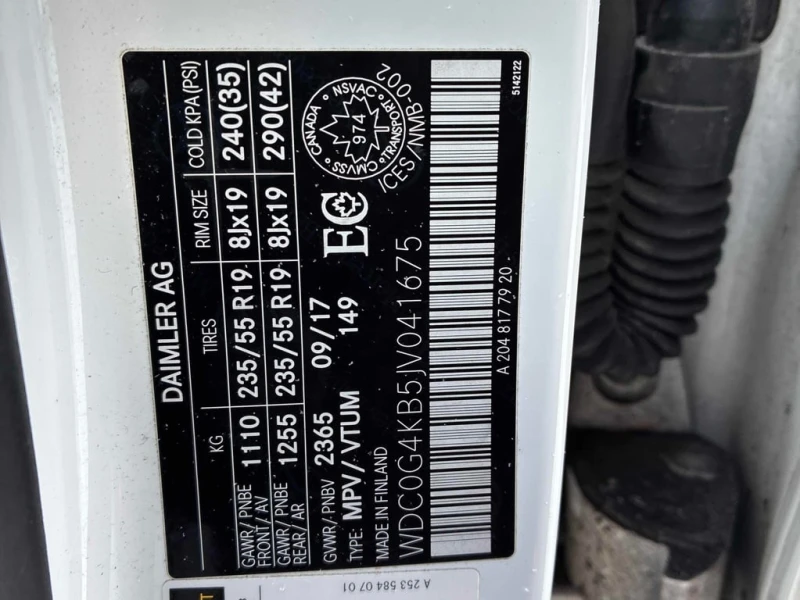 DAIMLER AG
KG TIRES RIM SIZE COLD KPA(PSI)
GAWR/PNBE FRONT/AV 1110 235/55 R19 8Jx19 240(35)
GAWR/PNBE REAR/AR 1255 235/55 R19 8Jx19 290(42)
GVWR/PNBV 2365 09/17
TYPE: MPV/VTUM 149
EC
CANADA NSVAC TRANSPORT CMVSS
974
ICES/NMB-002
MADE IN FINLAND
WDC0G4KB5JV041675
A 204 817 79 20
5142122
A 253 584 07 01